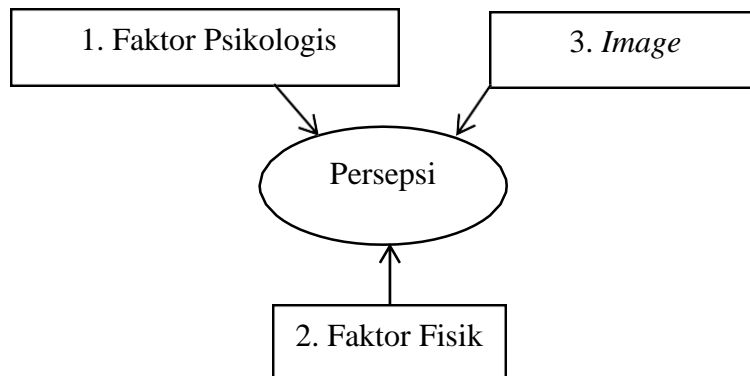 1. Faktor Psikologis
3. Image
Persepsi
2. Faktor Fisik